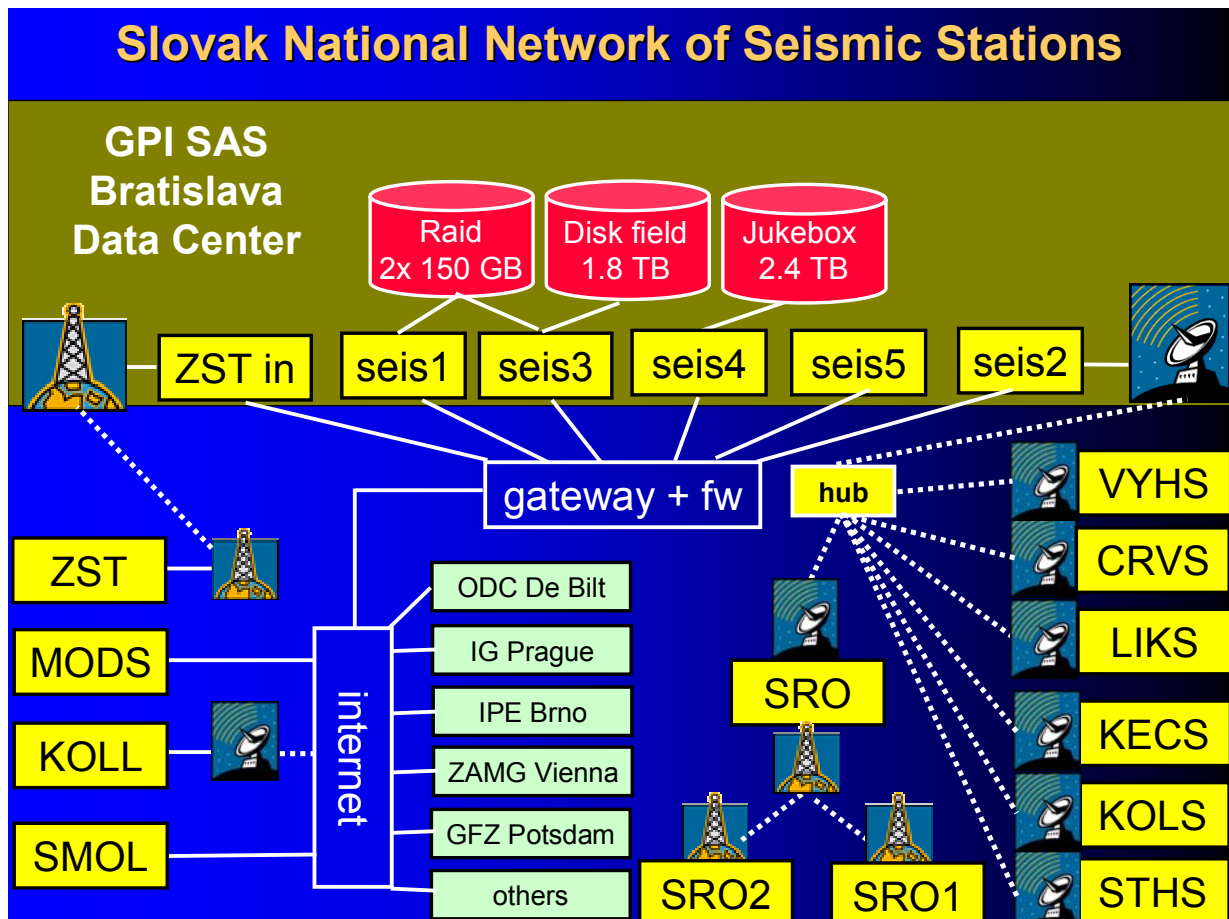 Slovak National Network of Seismic Stations
GPI SAS
Bratislava
Data Center
Raid
2x 150 GB
Disk field
1.8 TB
Jukebox
2.4 TB
ZST in
seis1
seis3
seis4
seis5
seis2
gateway + fw
hub
VYHS
CRVS
LIKS
KECS
KOLS
STHS
ZST
MODS
KOLL
SMOL
internet
ODC De Bilt
IG Prague
IPE Brno
ZAMG Vienna
GFZ Potsdam
others
SRO
SRO2
SRO1